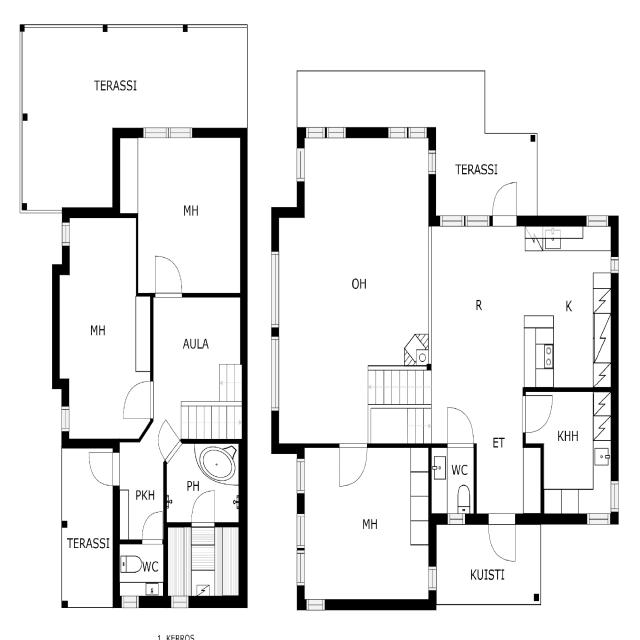 TERASSI
MH
MH
AULA
PH
PKH
TERASSI
WC
TERASSI
OH
R
K
ET
KHH
WC
MH
KUISTI
1. KERROS